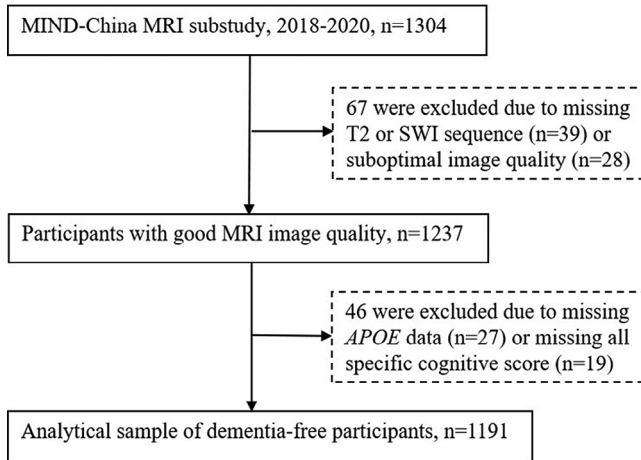 MIND-China MRI substudy, 2018-2020, n=1304
67 were excluded due to missing
T2 or SWI sequence (n=39) or
suboptimal image quality (n=28)
Participants with good MRI image quality, n=1237
46 were excluded due to missing
APOE data (n=27) or missing all
specific cognitive score (n=19)
Analytical sample of dementia-free participants, n=1191